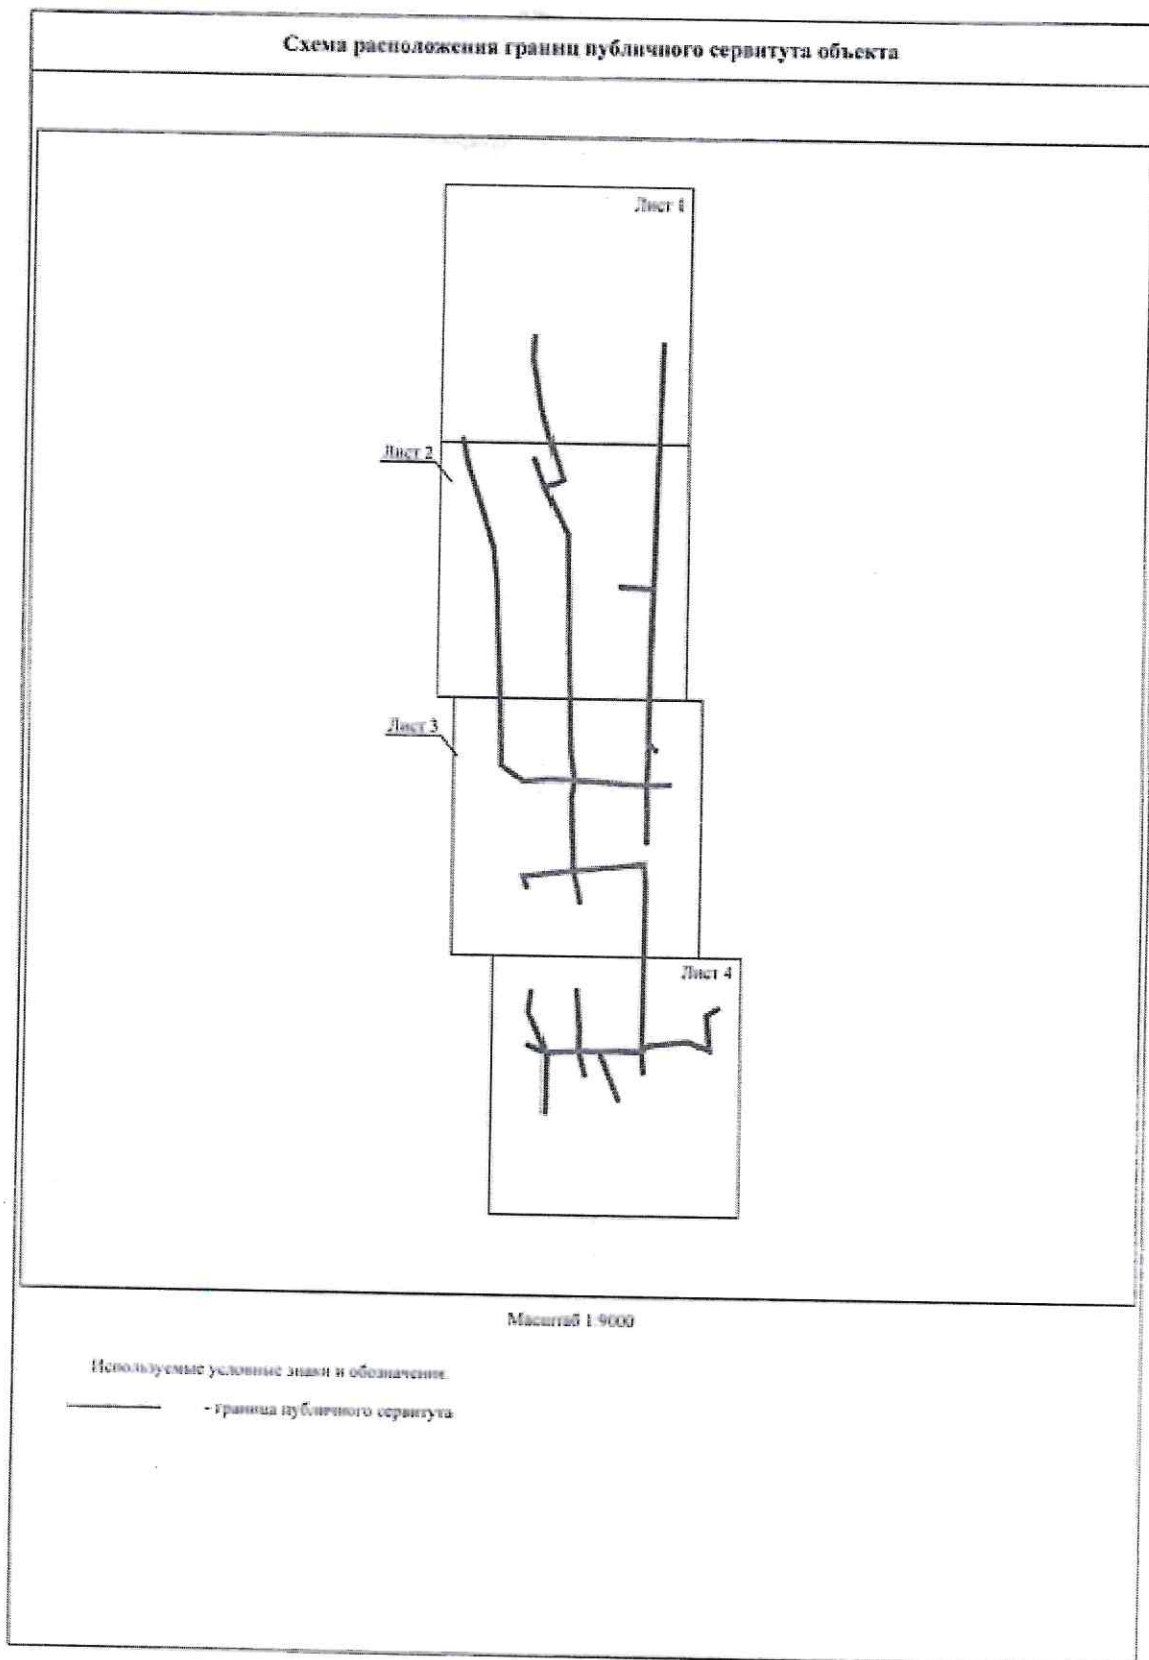 Схема расположения границ публичного сервитута объекта
Лист 1
Лист 2
Лист 3
Лист 4
Масштаб 1:9000
Используемые условные знаки и обозначения:
- граница публичного сервитута